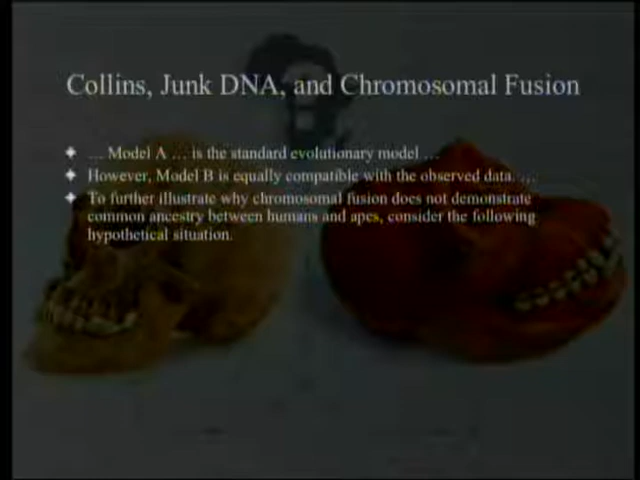 Collins, Junk DNA, and Chromosomal Fusion
… Model A … is the standard evolutionary model …
However, Model B is equally compatible with the observed data. …
To further illustrate why chromosomal fusion does not demonstrate
common ancestry between humans and apes, consider the following
hypothetical situation.